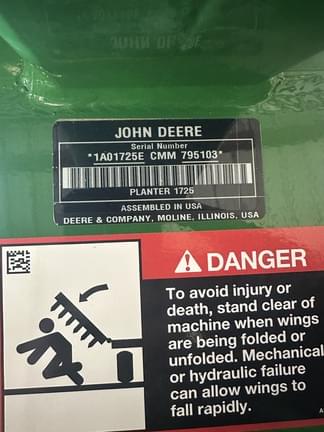 JOHN DEERE
Serial Number
*1A01725E CMM 795103*
PLANTER 1725
ASSEMBLED IN USA
DEERE & COMPANY, MOLINE, ILLINOIS, USA
DANGER
To avoid injury or
death, stand clear of
machine when wings
are being folded or
unfolded. Mechanical
or hydraulic failure
can allow wings to
fall rapidly.